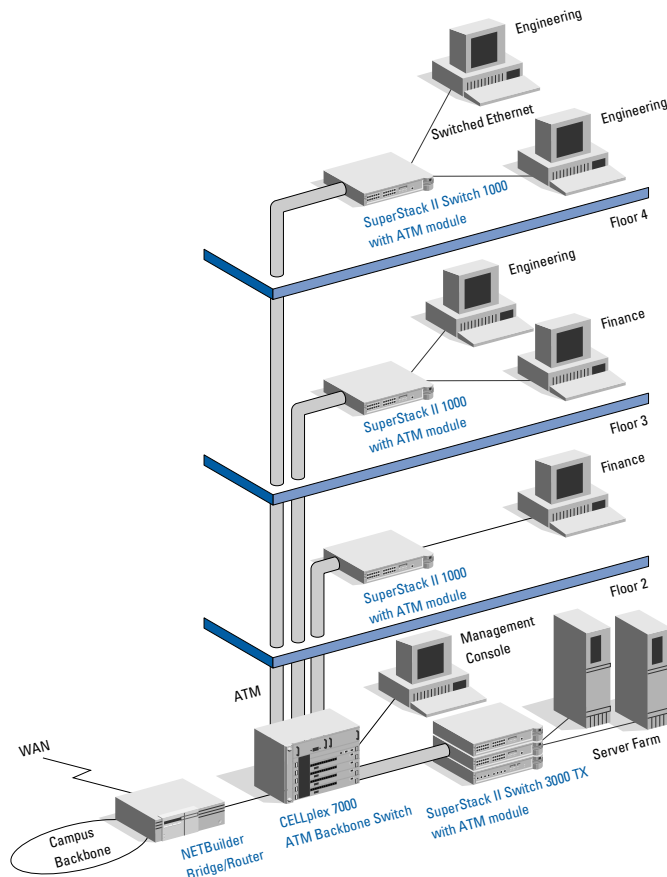 Engineering
Switched Ethernet
Engineering
SuperStack II Switch 1000
with ATM module
Floor 4
Engineering
Finance
SuperStack II 1000
with ATM module
Floor 3
Finance
SuperStack II 1000
with ATM module
Floor 2
Management
Console
ATM
WAN
Server Farm
CELLplex 7000
ATM Backbone Switch
SuperStack II Switch 3000 TX
with ATM module
Campus
Backbone
NETBuilder
Bridge/Router